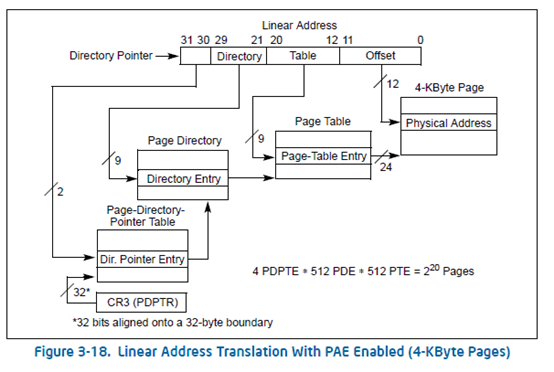 Linear Address
31 30 29 21 20 12 11 0
Directory Pointer Directory Table Offset
12
4-KByte Page
Physical Address
Page Table
9
Page-Table Entry
24
Page Directory
9
Directory Entry
2
Page-Directory-
Pointer Table
Dir. Pointer Entry
4 PDPTE * 512 PDE * 512 PTE = 2²⁰ Pages
32*
CR3 (PDPTR)
*32 bits aligned onto a 32-byte boundary
Figure 3-18. Linear Address Translation With PAE Enabled (4-KByte Pages)